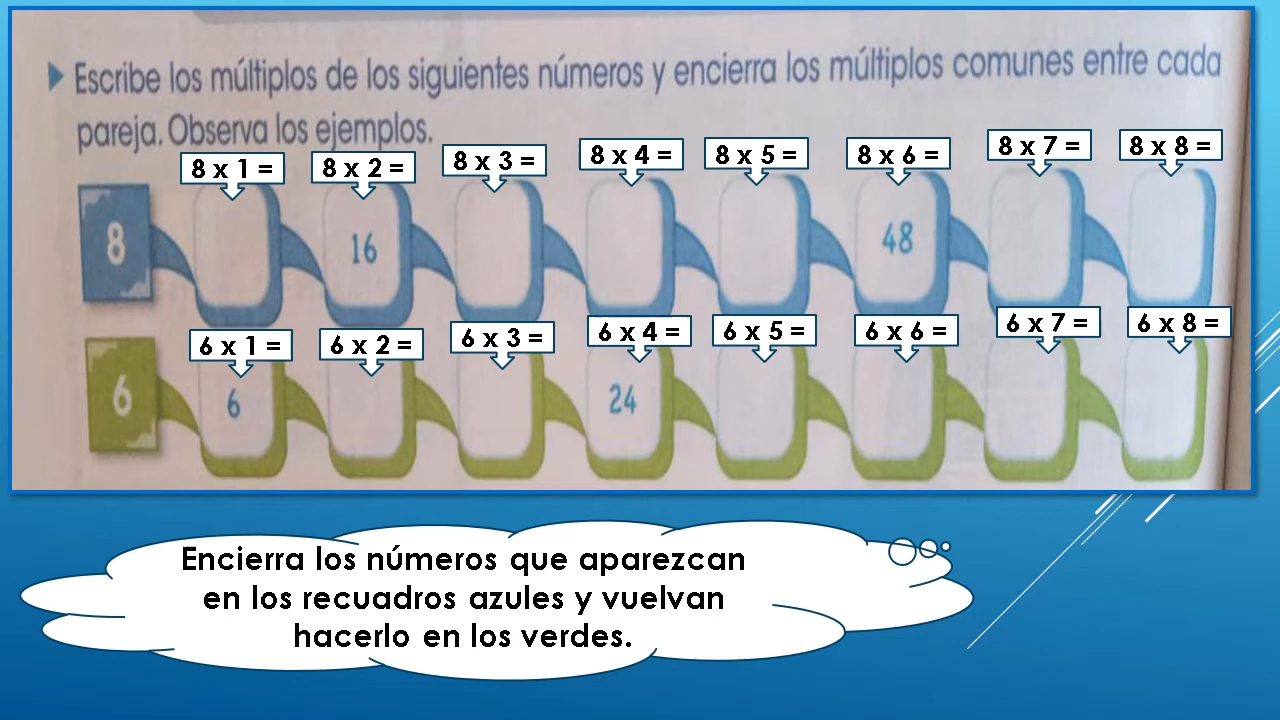 Escribe los múltiplos de los siguientes números y encierra los múltiplos comunes entre cada
pareja. Observa los ejemplos.
8 x 1 = 8 x 2 = 8 x 3 = 8 x 4 = 8 x 5 = 8 x 6 = 8 x 7 = 8 x 8 =
8 16 48
6 x 1 = 6 x 2 = 6 x 3 = 6 x 4 = 6 x 5 = 6 x 6 = 6 x 7 = 6 x 8 =
6 6 24
Encierra los números que aparezcan
en los recuadros azules y vuelvan
hacerlo en los verdes.